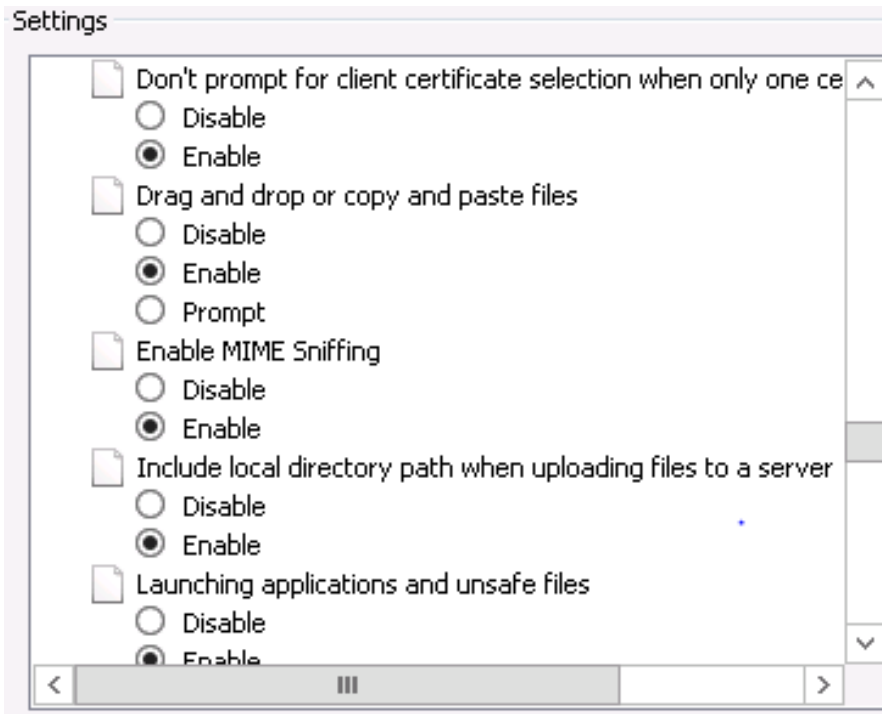 Settings
Don't prompt for client certificate selection when only one ce
Disable
Enable
Drag and drop or copy and paste files
Disable
Enable
Prompt
Enable MIME Sniffing
Disable
Enable
Include local directory path when uploading files to a server
Disable
Enable
Launching applications and unsafe files
Disable
Enable